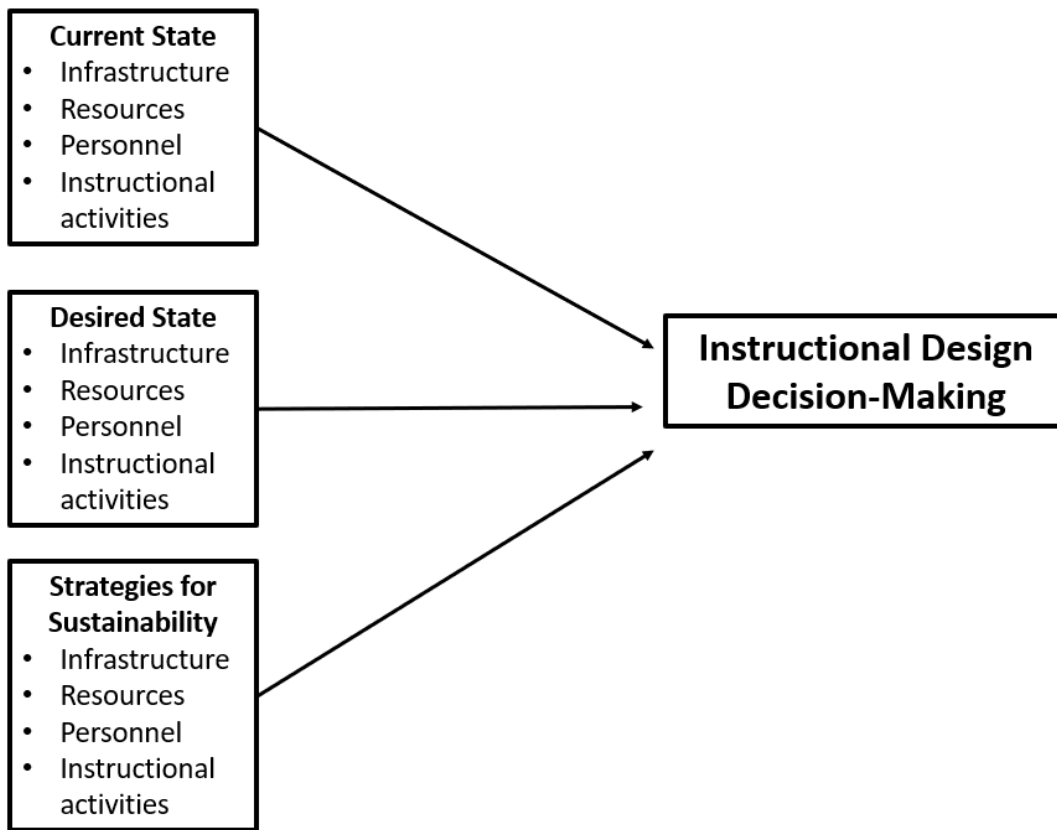 Current State
• Infrastructure
• Resources
• Personnel
• Instructional
activities
Desired State
• Infrastructure
• Resources
• Personnel
• Instructional
activities
Strategies for
Sustainability
• Infrastructure
• Resources
• Personnel
• Instructional
activities
Instructional Design
Decision-Making